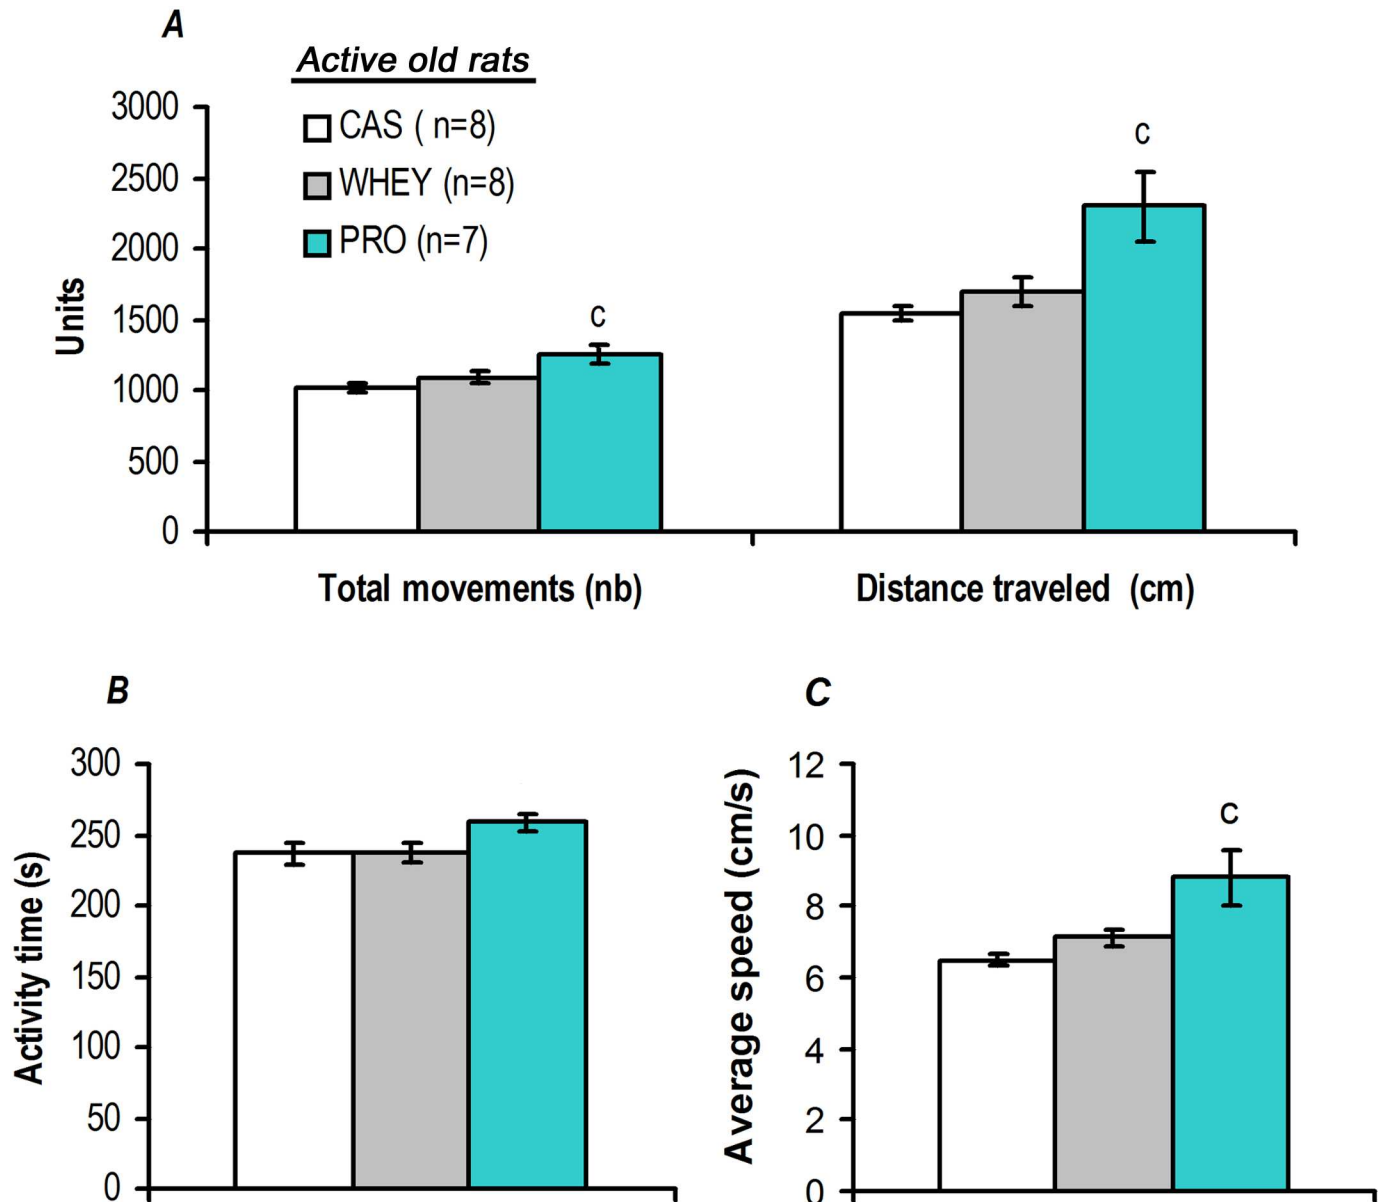 A
Active old rats
CAS ( n=8)
WHEY (n=8)
PRO (n=7)
3000
2500
2000
1500
1000
500
0
Units
C
C
Total movements (nb)
Distance traveled (cm)
B
300
250
200
150
100
50
0
Activity time (s)
C
12
10
8
6
4
2
0
Average speed (cm/s)
C